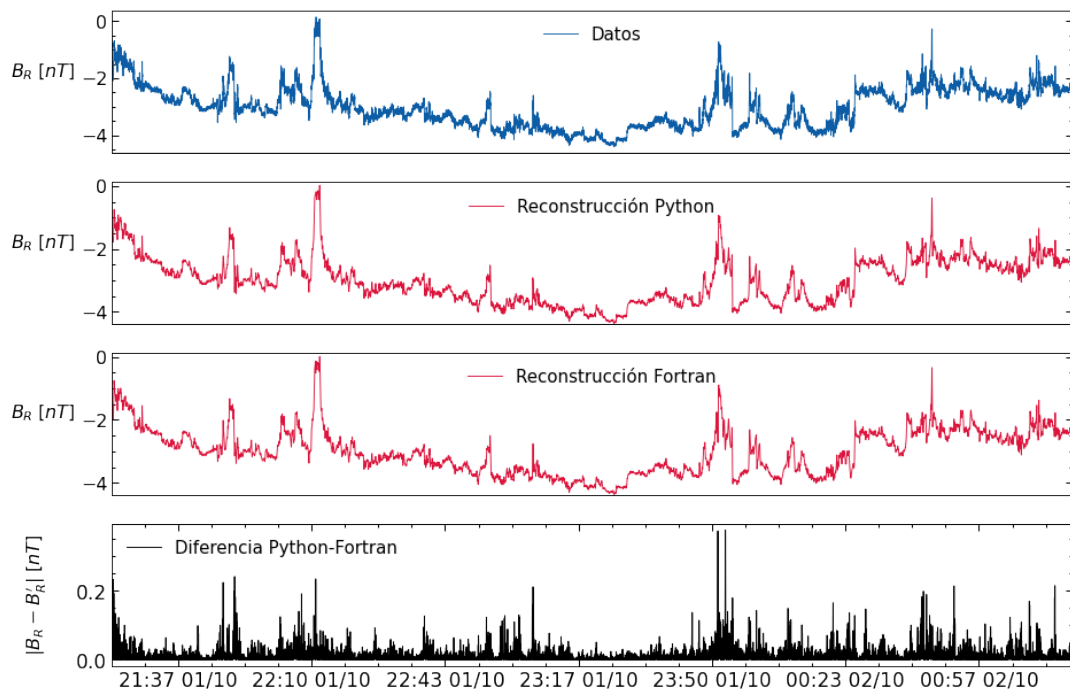 0
Datos
B_R [nT]
−2
−4
0
Reconstrucción Python
B_R [nT]
−2
−4
0
Reconstrucción Fortran
B_R [nT]
−2
−4
Diferencia Python-Fortran
|B_R − B'_R| [nT]
0.2
0.0
21:37 01/10 22:10 01/10 22:43 01/10 23:17 01/10 23:50 01/10 00:23 02/10 00:57 02/10